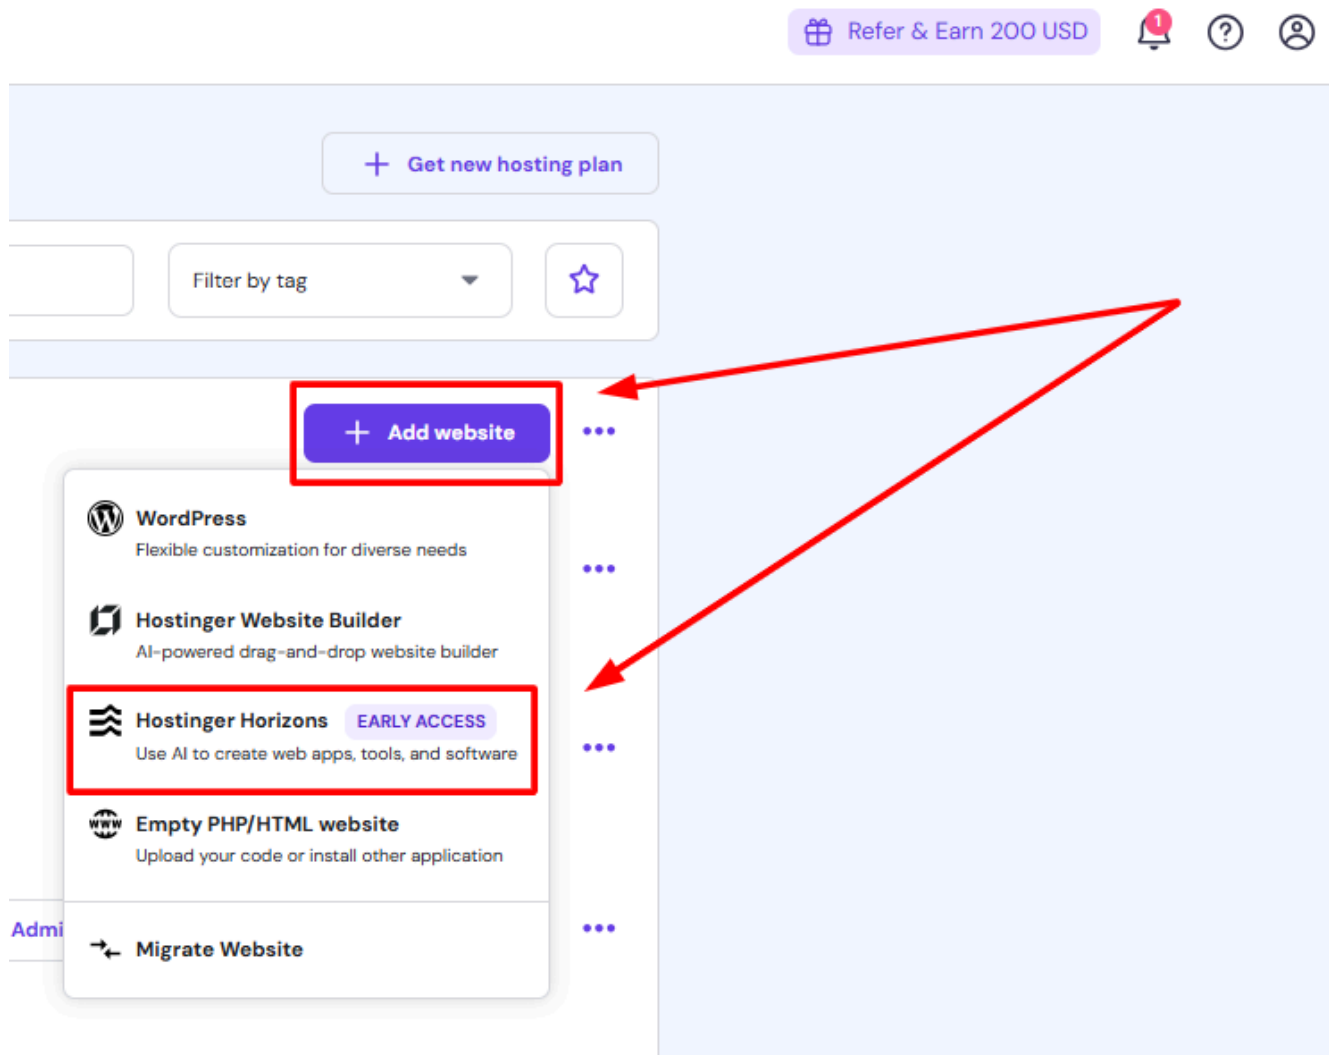 Refer & Earn 200 USD
1
Get new hosting plan
Filter by tag
Add website
WordPress
Flexible customization for diverse needs
Hostinger Website Builder
AI-powered drag-and-drop website builder
Hostinger Horizons EARLY ACCESS
Use AI to create web apps, tools, and software
www
Empty PHP/HTML website
Upload your code or install other application
Admi
Migrate Website